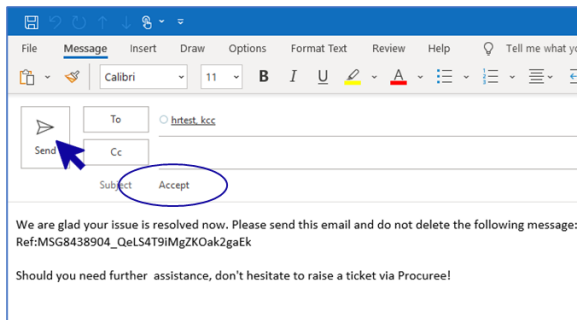 File Message Insert Draw Options Format Text Review Help Tell me what yo
Calibri 11 B I U A
To hrtest, kcc
Send Cc
Subject Accept
We are glad your issue is resolved now. Please send this email and do not delete the following message:
Ref:MSG8438904_QeLS4T9iMgZKOak2gaEk
Should you need further  assistance, don't hesitate to raise a ticket via Procuree!